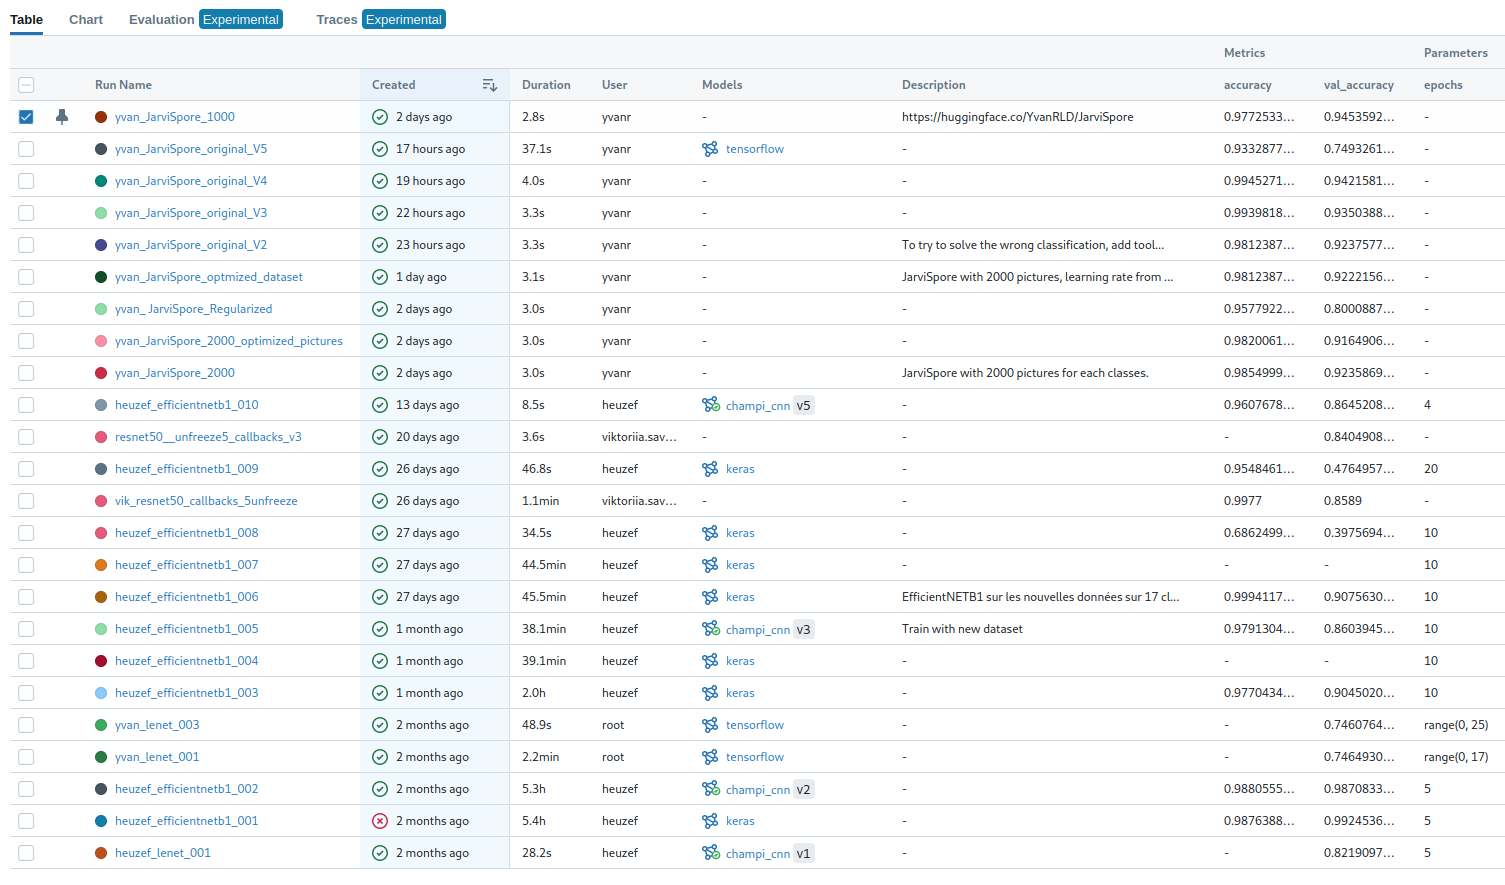 Table Chart Evaluation Experimental Traces Experimental
Metrics Parameters
Run Name Created Duration User Models Description accuracy val_accuracy epochs
yvan_JarviSpore_1000 2 days ago 2.8s - https://huggingface.co/YvanRLD/JarviSpore 0.9772533... 0.9453592... -
yvan_JarviSpore_original_V5 17 hours ago 37.1s yvanr tensorflow - 0.9332877... 0.7493261... -
yvan_JarviSpore_original_V4 19 hours ago 4.0s yvanr - - 0.9945271... 0.9421581... -
yvan_JarviSpore_original_V3 22 hours ago 3.3s yvanr - - 0.9939818... 0.9350388... -
yvan_JarviSpore_original_V2 23 hours ago 3.3s yvanr - To try to solve the wrong classification, add tool... 0.9812387... 0.9237577... -
yvan_JarviSpore_optmized_dataset 1 day ago 3.1s yvanr - JarviSpore with 2000 pictures, learning rate from ... 0.9812387... 0.9222156... -
yvan_ JarviSpore_Regularized 2 days ago 3.0s yvanr - - 0.9577922... 0.8000887... -
yvan_JarviSpore_2000_optimized_pictures 2 days ago 3.0s yvanr - - 0.9820061... 0.9164906... -
yvan_JarviSpore_2000 2 days ago 3.0s yvanr - JarviSpore with 2000 pictures for each classes. 0.9854999... 0.9235869... -
heuzef_efficientnetb1_010 13 days ago 8.5s heuzef champi_cnn v5 - 0.9607678... 0.8645208... 4
resnet50__unfreeze5_callbacks_v3 20 days ago 3.6s viktoriia.sav... - - - 0.8404908... -
heuzef_efficientnetb1_009 26 days ago 46.8s heuzef keras - 0.9548461... 0.4764957... 20
vik_resnet50_callbacks_5unfreeze 26 days ago 1.1min viktoriia.sav... - - 0.9977 0.8589 -
heuzef_efficientnetb1_008 27 days ago 34.5s heuzef keras - 0.6862499... 0.3975694... 10
heuzef_efficientnetb1_007 27 days ago 44.5min heuzef keras - - - 10
heuzef_efficientnetb1_006 27 days ago 45.5min heuzef keras EfficientNETB1 sur les nouvelles données sur 17 cl... 0.9994117... 0.9075630... 10
heuzef_efficientnetb1_005 1 month ago 38.1min heuzef champi_cnn v3 Train with new dataset 0.9791304... 0.8603945... 10
heuzef_efficientnetb1_004 1 month ago 39.1min heuzef keras - - - 10
heuzef_efficientnetb1_003 1 month ago 2.0h heuzef keras - 0.9770434... 0.9045020... 10
yvan_lenet_003 2 months ago 48.9s root tensorflow - - 0.7460764... range(0, 25)
yvan_lenet_001 2 months ago 2.2min root tensorflow - - 0.7464930... range(0, 17)
heuzef_efficientnetb1_002 2 months ago 5.3h heuzef champi_cnn v2 - 0.9880555... 0.9870833... 5
heuzef_efficientnetb1_001 2 months ago 5.4h heuzef keras - 0.9876388... 0.9924536... 5
heuzef_lenet_001 2 months ago 28.2s heuzef champi_cnn v1 - - 0.8219097... 5